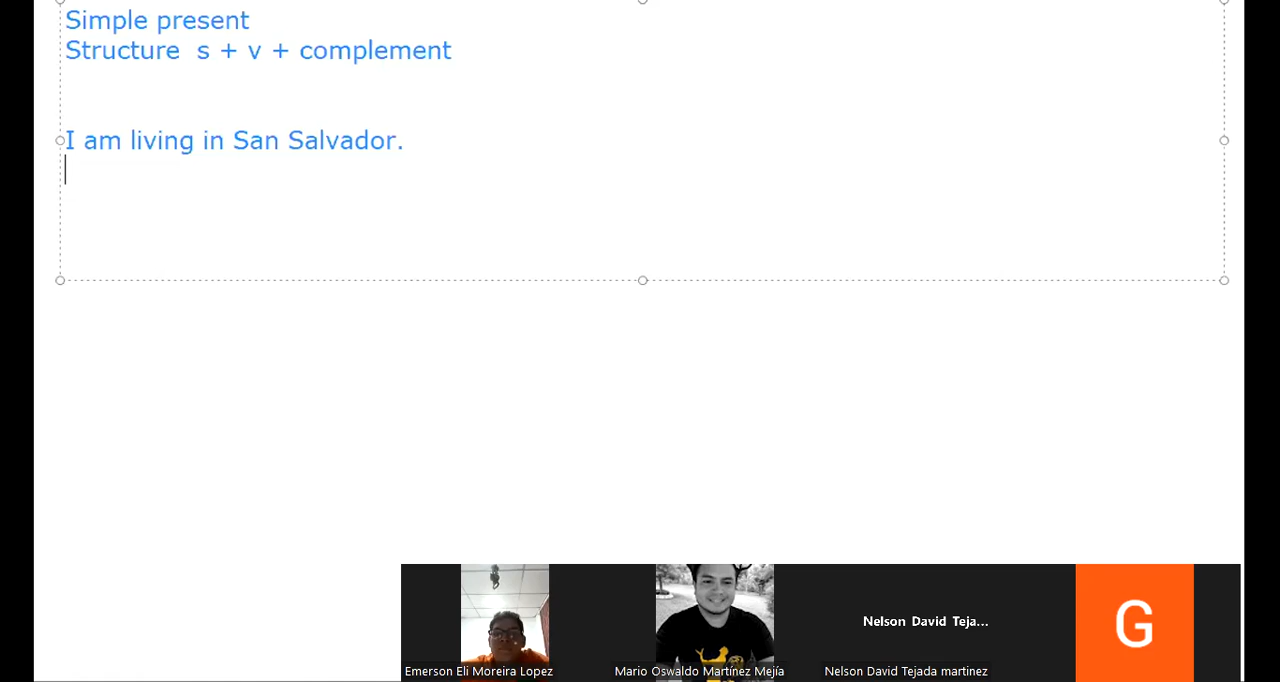 Simple present
Structure s + v + complement
I am living in San Salvador.
Nelson David Teja...
G
Emerson Eli Moreira Lopez
Mario Oswaldo Martínez Mejía
Nelson David Tejada martinez